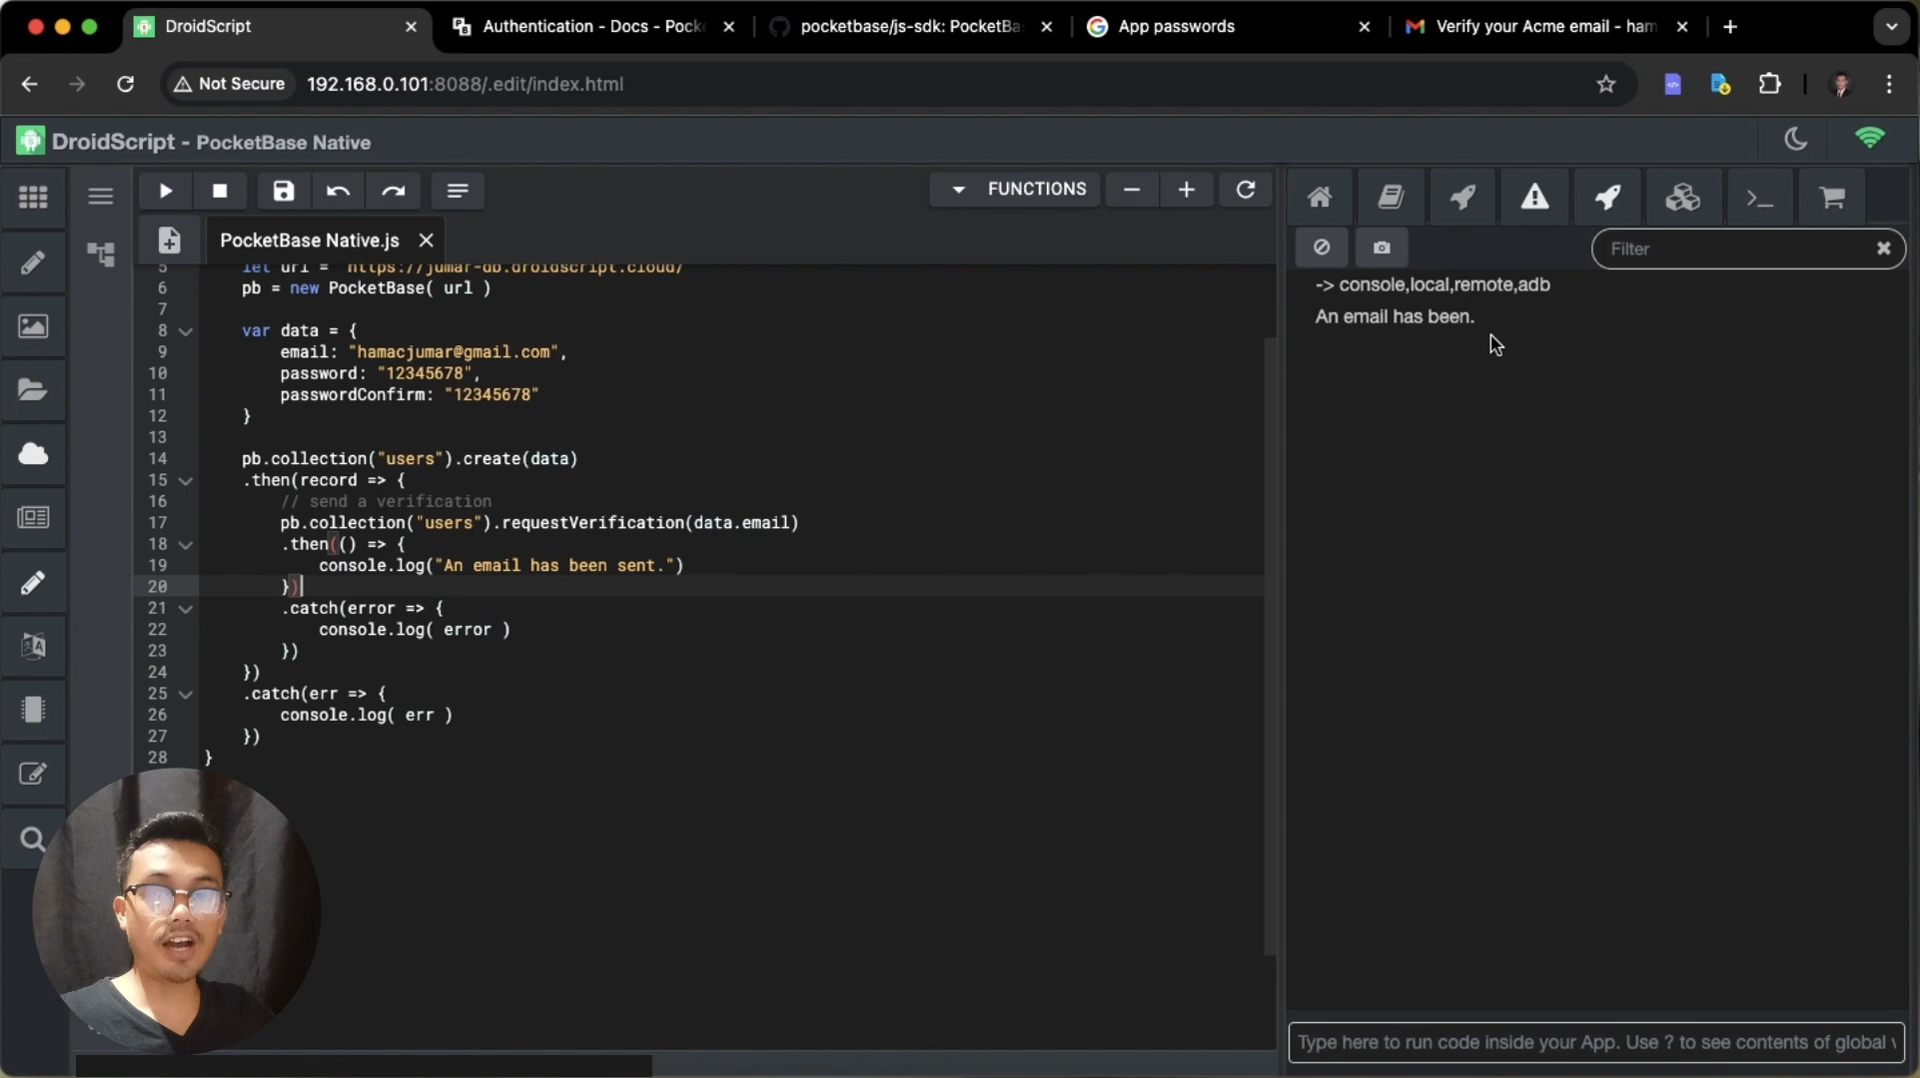 DroidScript
Authentication - Docs - Pocke
pocketbase/js-sdk: PocketBa
App passwords
Verify your Acme email - ham
Not Secure
192.168.0.101:8088/.edit/index.html
DroidScript - PocketBase Native
FUNCTIONS
PocketBase Native.js
Filter
5 let url = "https://jumar-db.droidscript.cloud/
6 pb = new PocketBase( url )
7
8 var data = {
9 email: "hamacjumar@gmail.com",
10 password: "12345678",
11 passwordConfirm: "12345678"
12 }
13
14 pb.collection("users").create(data)
15 .then(record => {
16 // send a verification
17 pb.collection("users").requestVerification(data.email)
18 .then(() => {
19 console.log("An email has been sent.")
20 })
21 .catch(error => {
22 console.log( error )
23 })
24 })
25 .catch(err => {
26 console.log( err )
27 })
28 }
-> console,local,remote,adb
An email has been.
Type here to run code inside your App. Use ? to see contents of global v